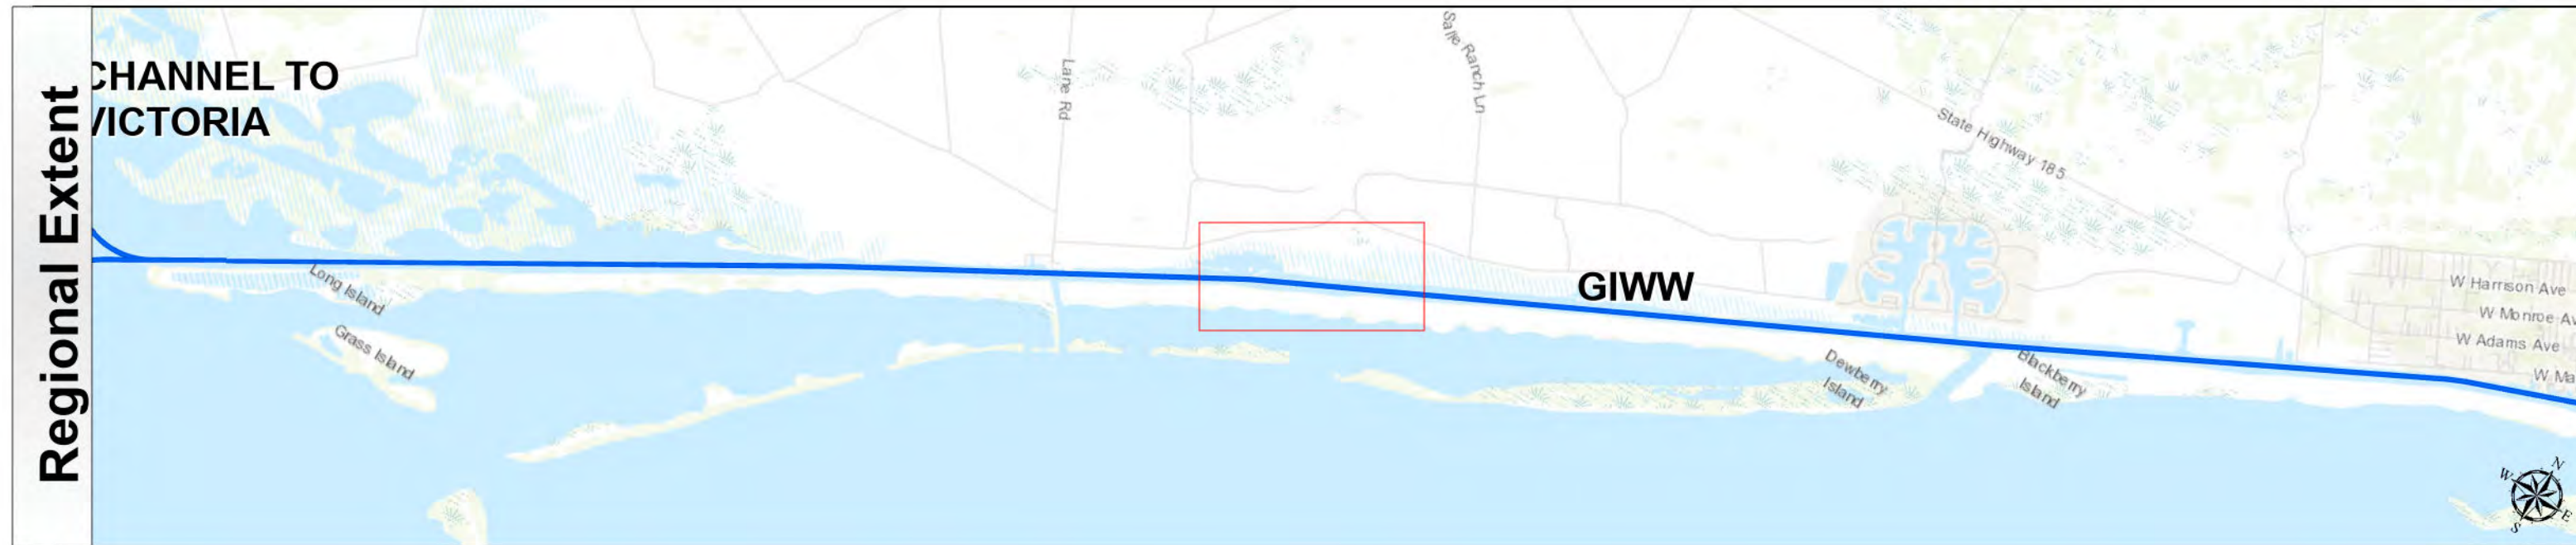 Regional Extent
CHANNEL TO
VICTORIA
Lane Rd
Salle Ranch Ln
State Highway 185
GIWW
Long Island
Grass Island
Dewberry
Island
Blackberry
Island
W Harrison Ave
W Monroe Av
W Adams Ave
W Ma
N
W
E
S